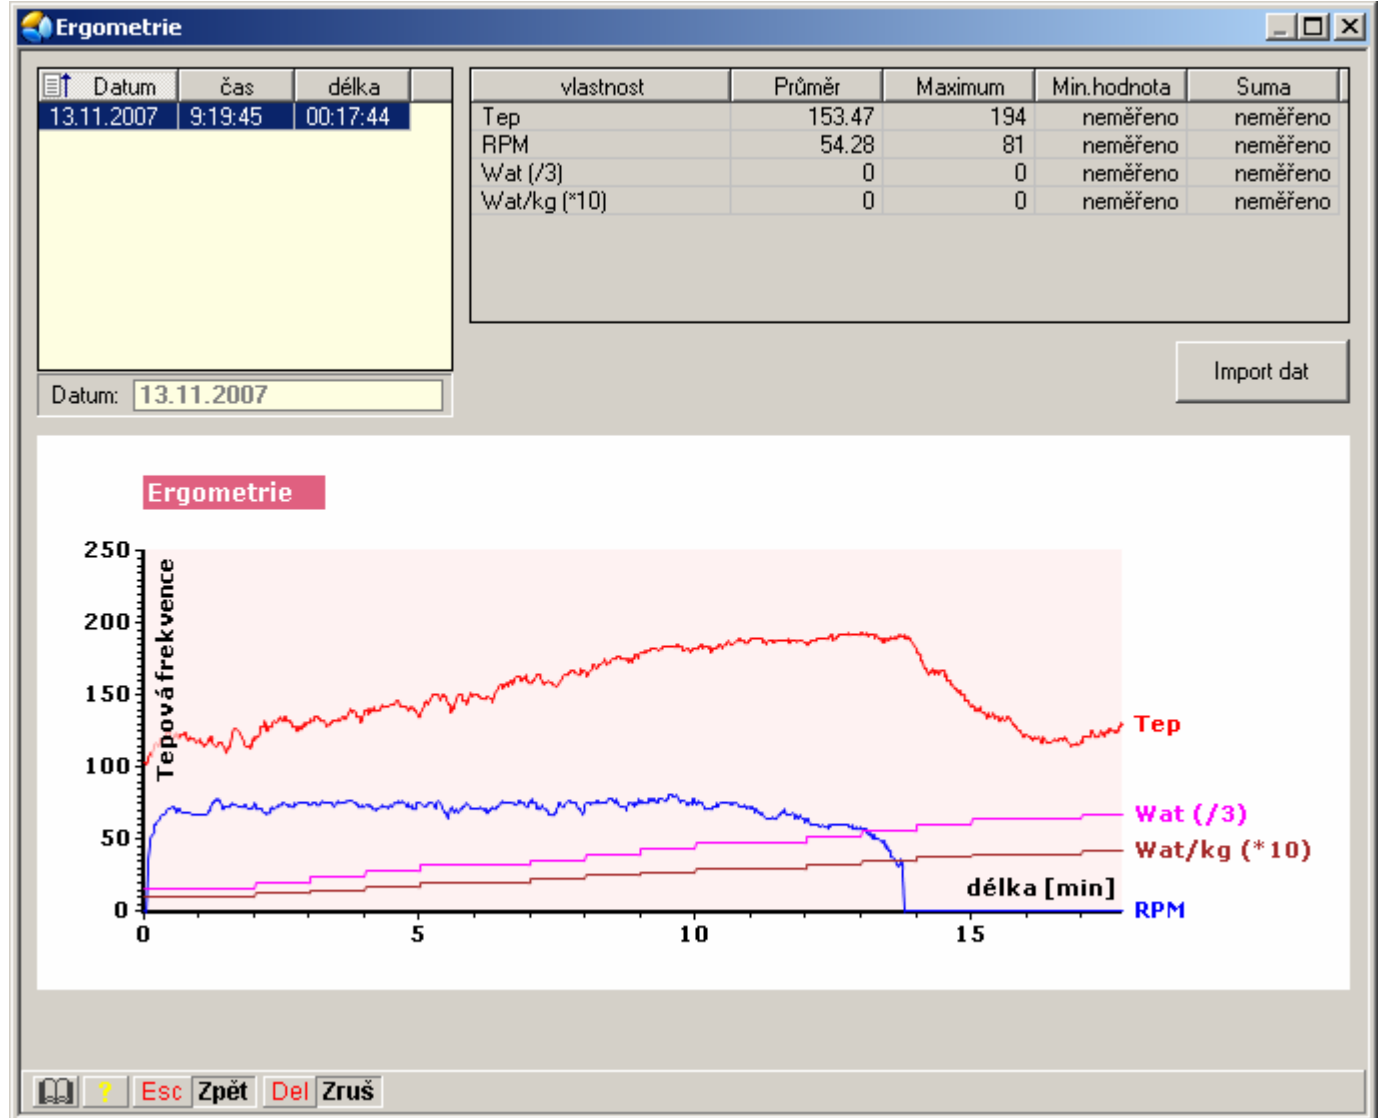 Ergometrie
Datum čas délka
13.11.2007 9:19:45 00:17:44
vlastnost Průměr Maximum Min.hodnota Suma
Tep 153.47 194 neměřeno neměřeno
RPM 54.28 81 neměřeno neměřeno
Wat (/3) 0 0 neměřeno neměřeno
Wat/kg (*10) 0 0 neměřeno neměřeno
Import dat
Datum: 13.11.2007
Ergometrie
250
200
150
100
50
0
Tepová frekvence
Tep
Wat (/3)
Wat/kg (*10)
RPM
délka [min]
0 5 10 15
? Esc Zpět Del Zruš